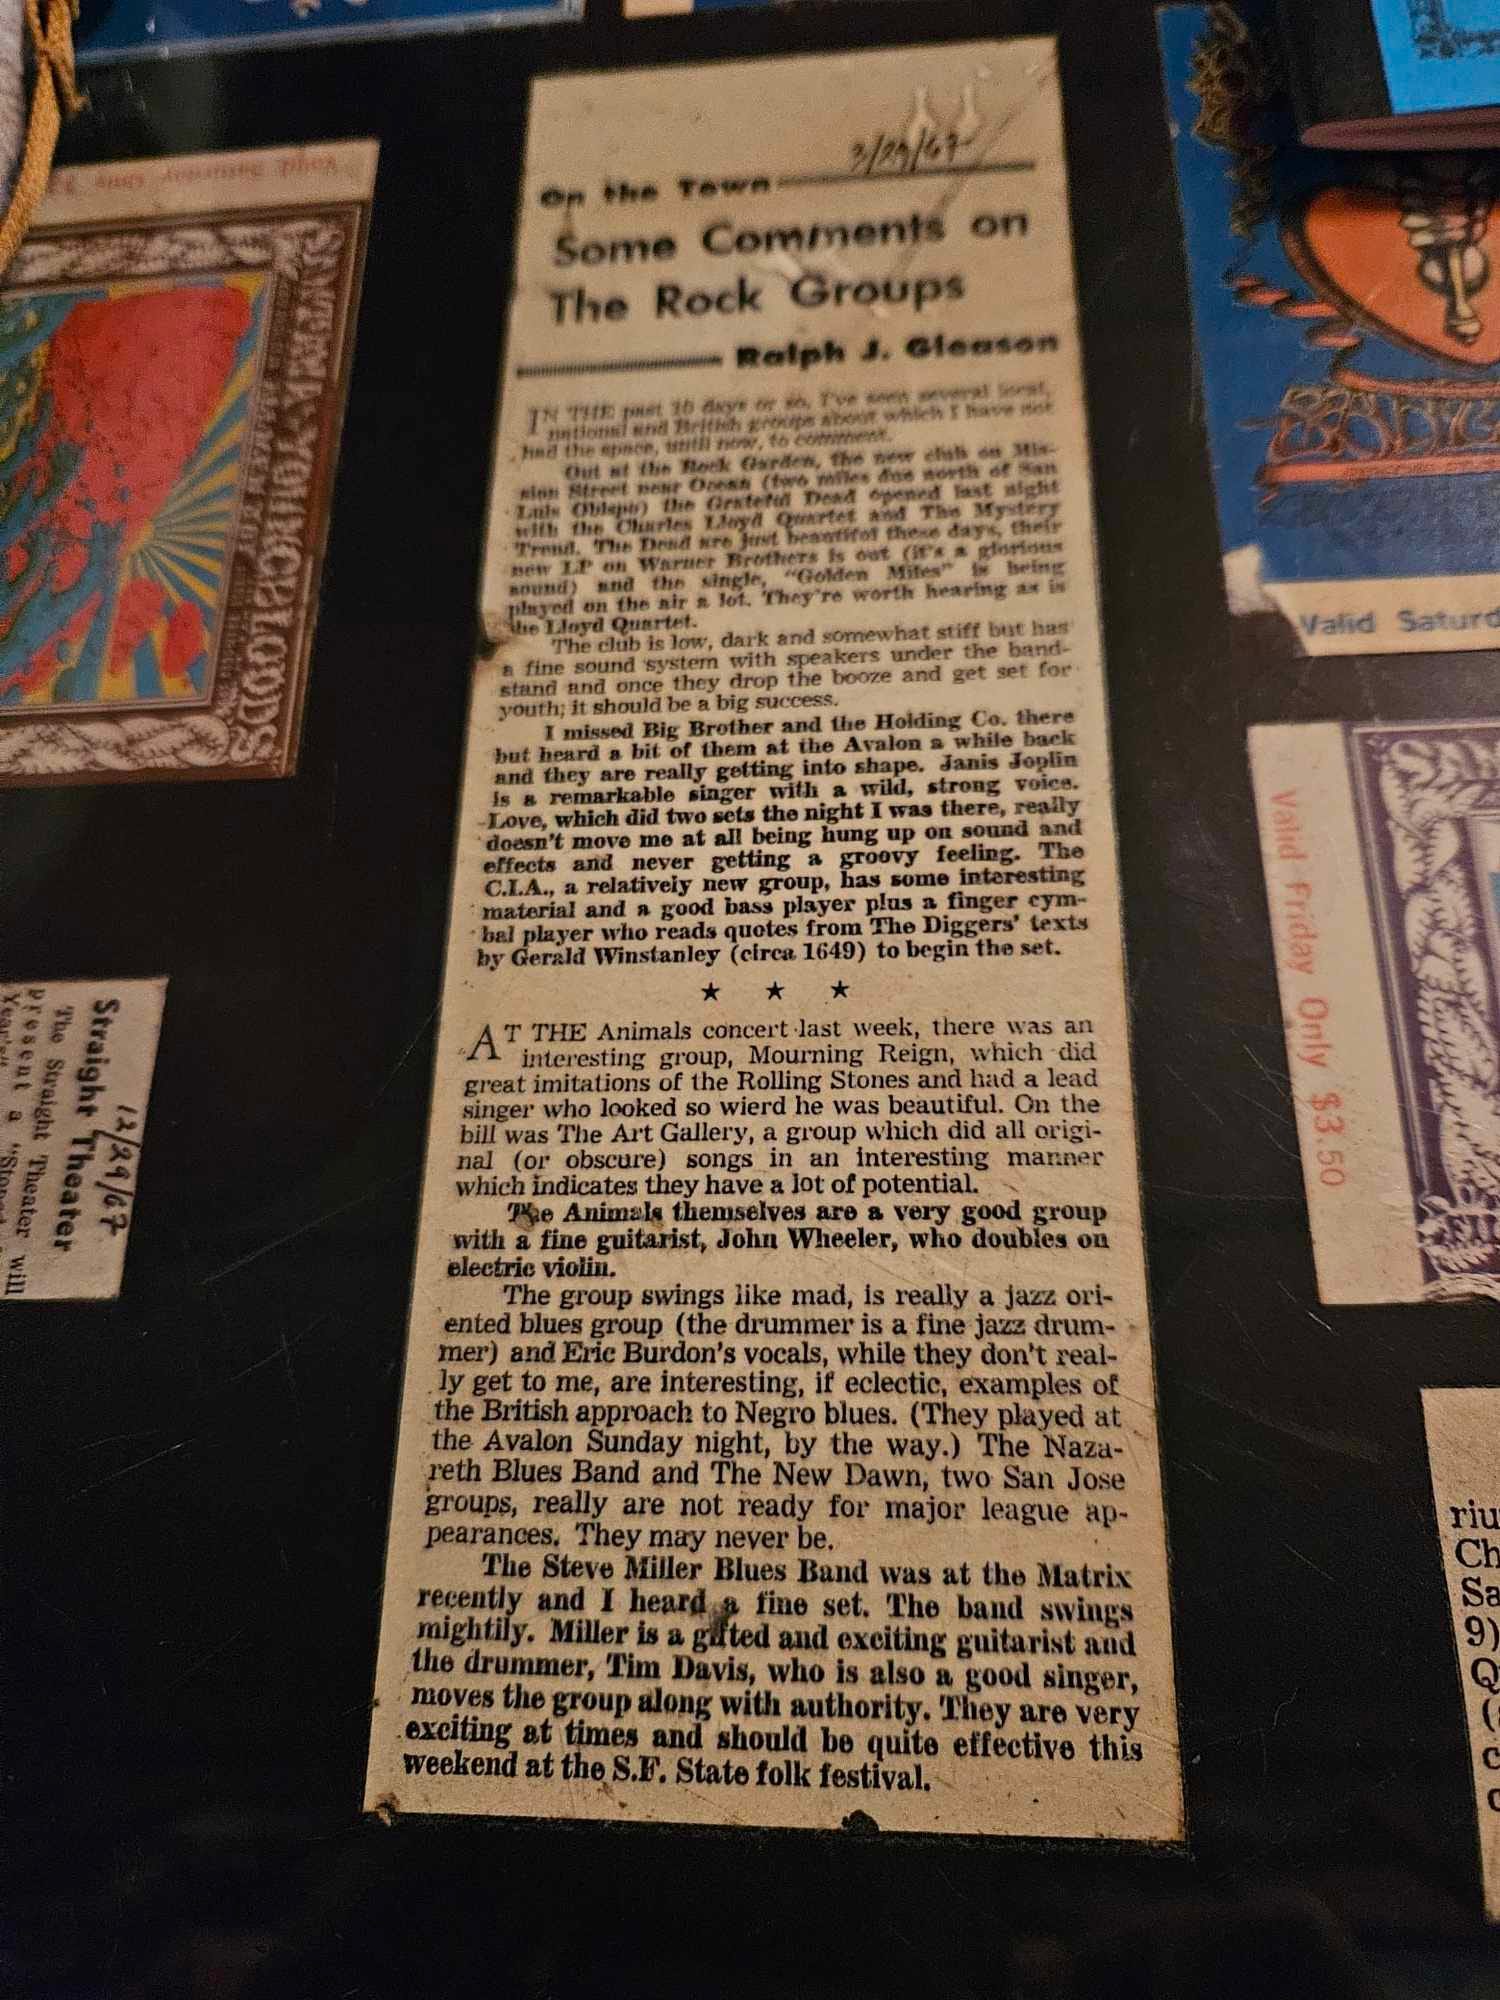 3/29/67
On the Town
Some Comments on
The Rock Groups
Ralph J. Gleason
IN THE past 10 days or so, I've seen several local,
national and British groups about which I have not
had the space, until now, to comment.
Out at the Rock Garden, the new club on Mis-
sion Street near Ocean (two miles due north of San
Luis Obispo) the Grateful Dead opened last night
with the Charles Lloyd Quartet and The Mystery
Trend. The Dead are just beautiful these days, their
new LP on Warner Brothers is out (it's a glorious
sound) and the single, "Golden Miles" is being
played on the air a lot. They're worth hearing as is
the Lloyd Quartet.
The club is low, dark and somewhat stiff but has
a fine sound system with speakers under the band-
stand and once they drop the booze and get set for
youth; it should be a big success.
I missed Big Brother and the Holding Co. there
but heard a bit of them at the Avalon a while back
and they are really getting into shape. Janis Joplin
is a remarkable singer with a wild, strong voice.
Love, which did two sets the night I was there, really
doesn't move me at all being hung up on sound and
effects and never getting a groovy feeling. The
C.I.A., a relatively new group, has some interesting
material and a good bass player plus a finger cym-
bal player who reads quotes from The Diggers' texts
by Gerald Winstanley (circa 1649) to begin the set.
★ ★ ★
AT THE Animals concert last week, there was an
interesting group, Mourning Reign, which did
great imitations of the Rolling Stones and had a lead
singer who looked so wierd he was beautiful. On the
bill was The Art Gallery, a group which did all origi-
nal (or obscure) songs in an interesting manner
which indicates they have a lot of potential.
The Animals themselves are a very good group
with a fine guitarist, John Wheeler, who doubles on
electric violin.
The group swings like mad, is really a jazz ori-
ented blues group (the drummer is a fine jazz drum-
mer) and Eric Burdon's vocals, while they don't real-
ly get to me, are interesting, if eclectic, examples of
the British approach to Negro blues. (They played at
the Avalon Sunday night, by the way.) The Naza-
reth Blues Band and The New Dawn, two San Jose
groups, really are not ready for major league ap-
pearances. They may never be.
The Steve Miller Blues Band was at the Matrix
recently and I heard a fine set. The band swings
mightily. Miller is a gifted and exciting guitarist and
the drummer, Tim Davis, who is also a good singer,
moves the group along with authority. They are very
exciting at times and should be quite effective this
weekend at the S.F. State folk festival.
Valid Saturday Only $3
12/29/67
Straight Theater
The Straight Theater will
present a "Stoned
Year's
Valid Saturd
Valid Friday Only $3.50
FIL
riu
Ch
Sa
9)
Q
(
c